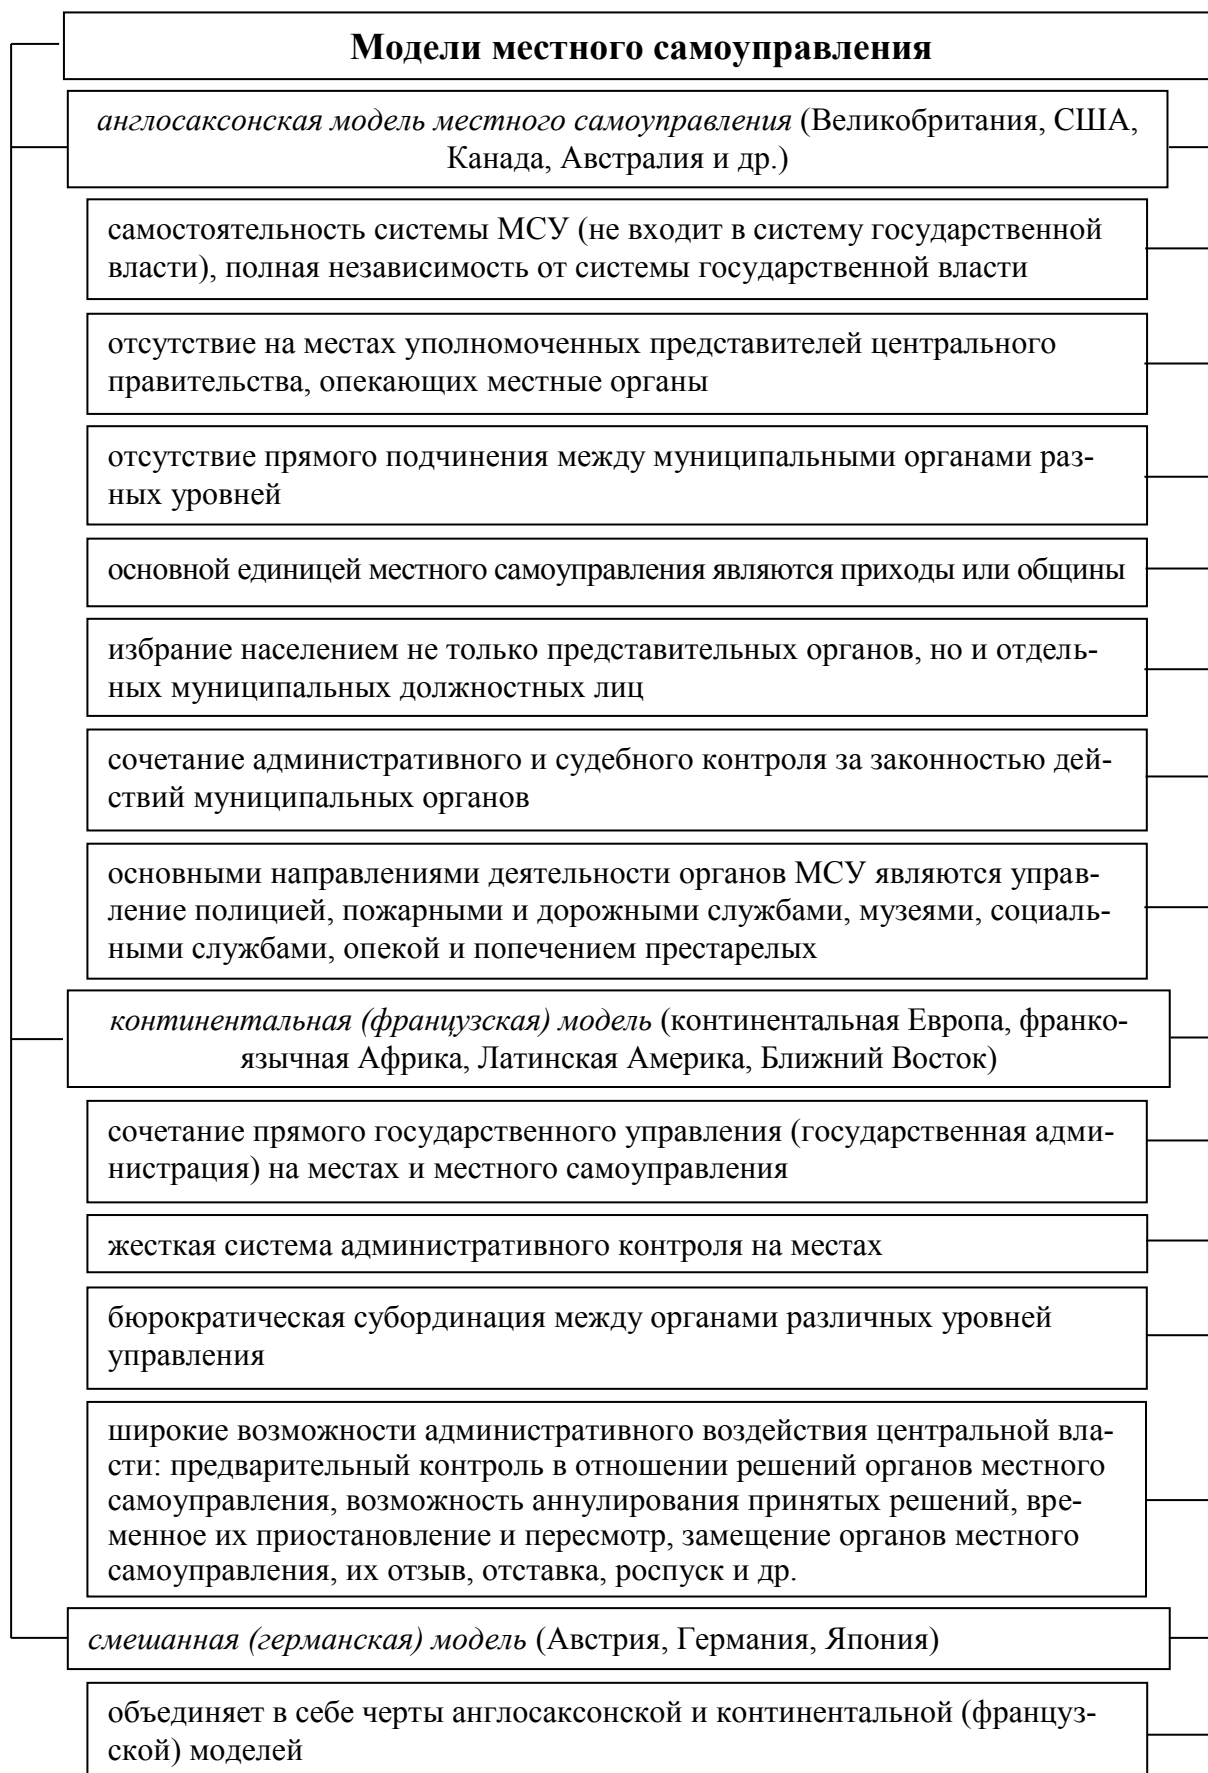 Модели местного самоуправления
англосаксонская модель местного самоуправления (Великобритания, США,
Канада, Австралия и др.)
самостоятельность системы МСУ (не входит в систему государственной
власти), полная независимость от системы государственной власти
отсутствие на местах уполномоченных представителей центрального
правительства, опекающих местные органы
отсутствие прямого подчинения между муниципальными органами раз-
ных уровней
основной единицей местного самоуправления являются приходы или общины
избрание населением не только представительных органов, но и отдель-
ных муниципальных должностных лиц
сочетание административного и судебного контроля за законностью дей-
ствий муниципальных органов
основными направлениями деятельности органов МСУ являются управ-
ление полицией, пожарными и дорожными службами, музеями, социаль-
ными службами, опекой и попечением престарелых
континентальная (французская) модель (континентальная Европа, франко-
язычная Африка, Латинская Америка, Ближний Восток)
сочетание прямого государственного управления (государственная адми-
нистрация) на местах и местного самоуправления
жесткая система административного контроля на местах
бюрократическая субординация между органами различных уровней
управления
широкие возможности административного воздействия центральной вла-
сти: предварительный контроль в отношении решений органов местного
самоуправления, возможность аннулирования принятых решений, вре-
менное их приостановление и пересмотр, замещение органов местного
самоуправления, их отзыв, отставка, роспуск и др.
смешанная (германская) модель (Австрия, Германия, Япония)
объединяет в себе черты англосаксонской и континентальной (француз-
ской) моделей